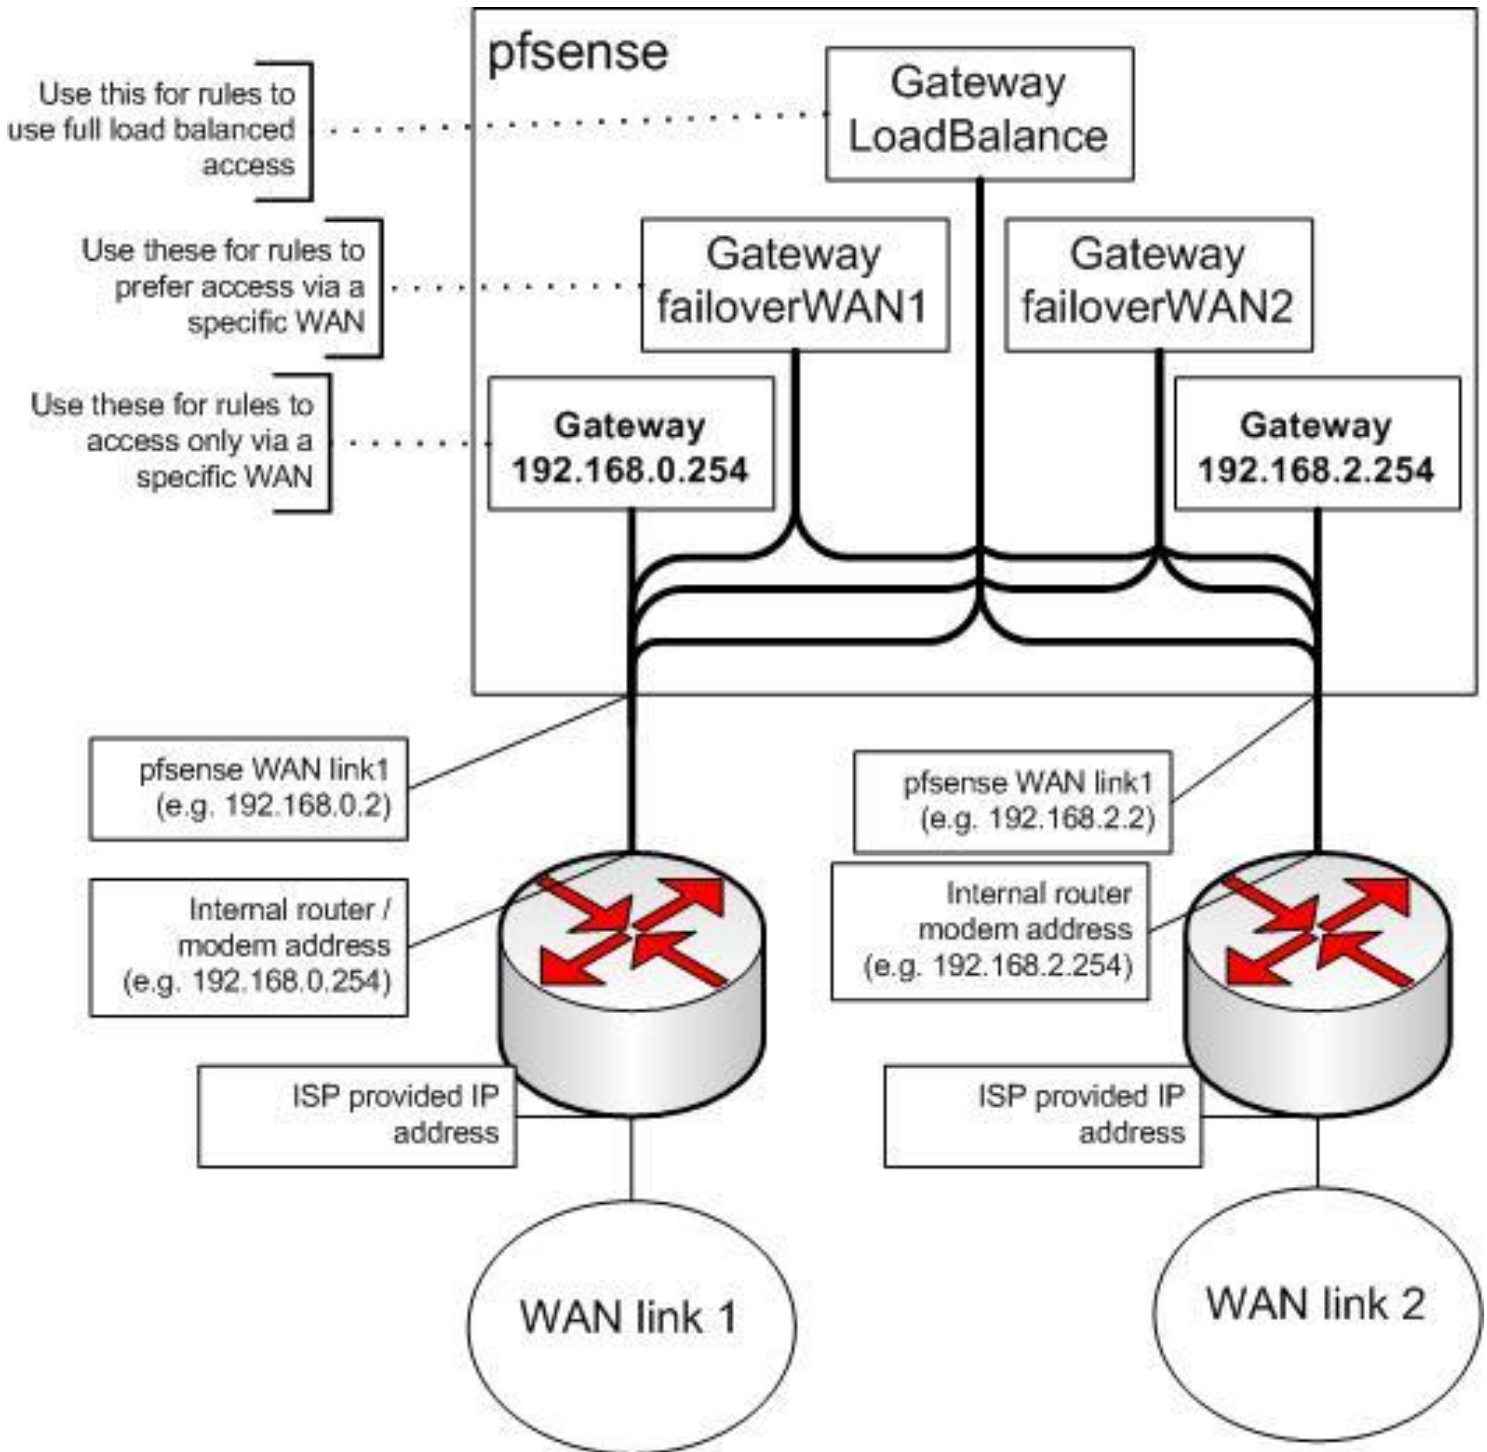 pfsense
Gateway
LoadBalance
Use this for rules to
use full load balanced
access
Gateway
failoverWAN1
Gateway
failoverWAN2
Use these for rules to
prefer access via a
specific WAN
Gateway
192.168.0.254
Gateway
192.168.2.254
Use these for rules to
access only via a
specific WAN
pfsense WAN link1
(e.g. 192.168.0.2)
pfsense WAN link1
(e.g. 192.168.2.2)
Internal router /
modem address
(e.g. 192.168.0.254)
Internal router
modem address
(e.g. 192.168.2.254)
ISP provided IP
address
ISP provided IP
address
WAN link 1
WAN link 2